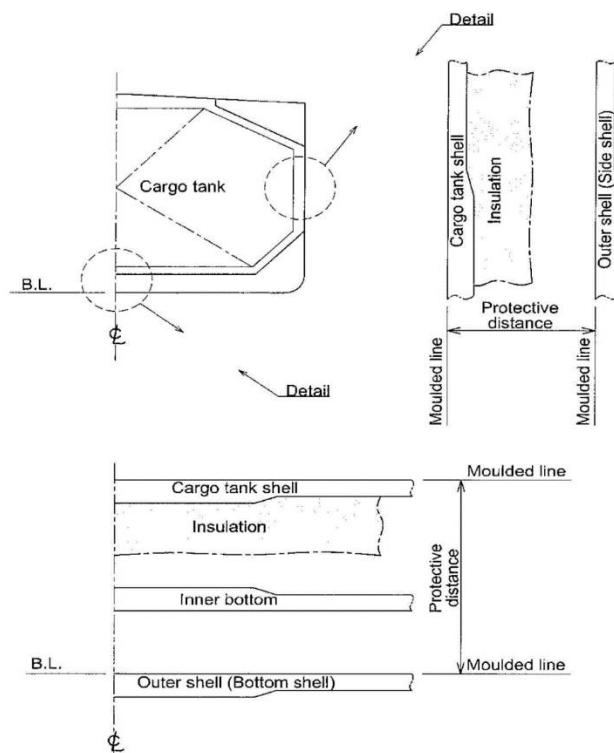 Detail
Cargo tank
B.L.
℄
Detail
Cargo tank shell
Insulation
Outer shell (Side shell)
Protective
distance
Moulded line
Moulded line
Cargo tank shell
Moulded line
Insulation
Inner bottom
Protective
distance
B.L.
Moulded line
Outer shell (Bottom shell)
℄